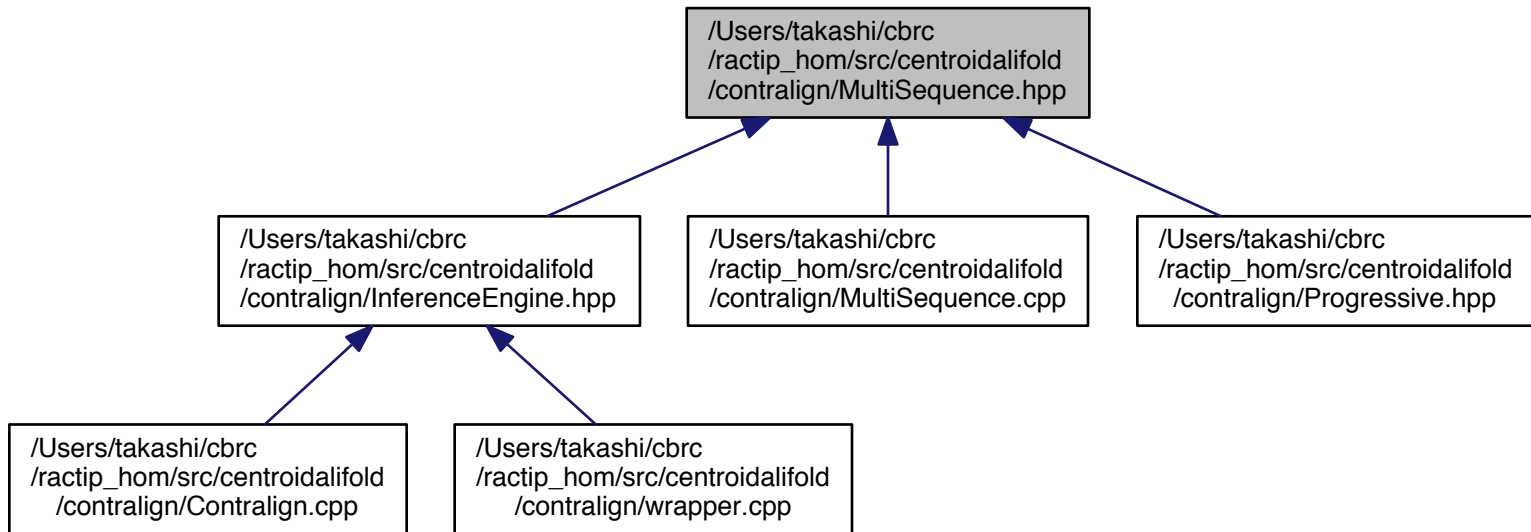 /Users/takashi/cbrc
/ractip_hom/src/centroidalifold
/contralign/MultiSequence.hpp
/Users/takashi/cbrc
/ractip_hom/src/centroidalifold
/contralign/InferenceEngine.hpp
/Users/takashi/cbrc
/ractip_hom/src/centroidalifold
/contralign/MultiSequence.cpp
/Users/takashi/cbrc
/ractip_hom/src/centroidalifold
/contralign/Progressive.hpp
/Users/takashi/cbrc
/ractip_hom/src/centroidalifold
/contralign/Contralign.cpp
/Users/takashi/cbrc
/ractip_hom/src/centroidalifold
/contralign/wrapper.cpp